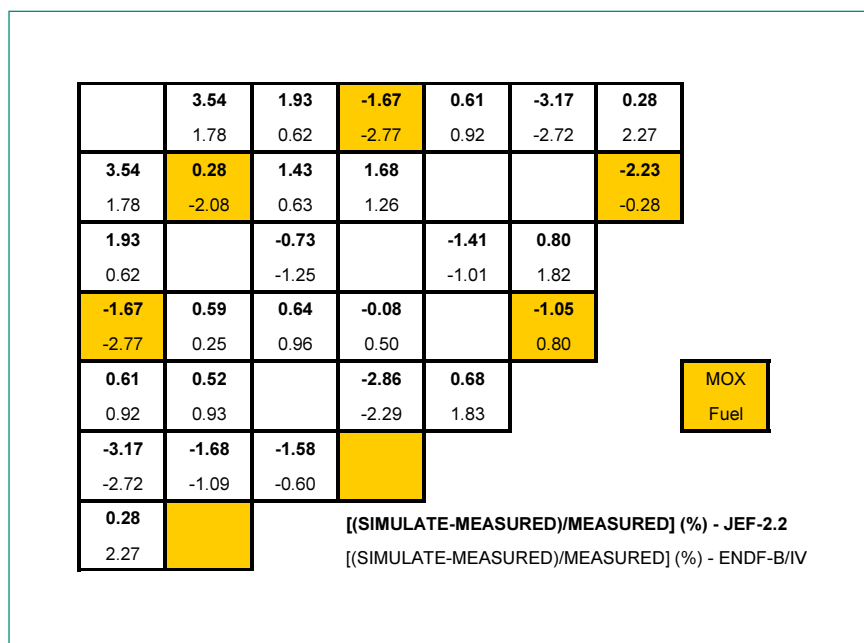 3.54 1.93 -1.67 0.61 -3.17 0.28
1.78 0.62 -2.77 0.92 -2.72 2.27
3.54 0.28 1.43 1.68 -2.23
1.78 -2.08 0.63 1.26 -0.28
1.93 -0.73 -1.41 0.80
0.62 -1.25 -1.01 1.82
-1.67 0.59 0.64 -0.08 -1.05
-2.77 0.25 0.96 0.50 0.80
0.61 0.52 -2.86 0.68 MOX
0.92 0.93 -2.29 1.83 Fuel
-3.17 -1.68 -1.58
-2.72 -1.09 -0.60
0.28
[(SIMULATE-MEASURED)/MEASURED] (%) - JEF-2.2
2.27
[(SIMULATE-MEASURED)/MEASURED] (%) - ENDF-B/IV